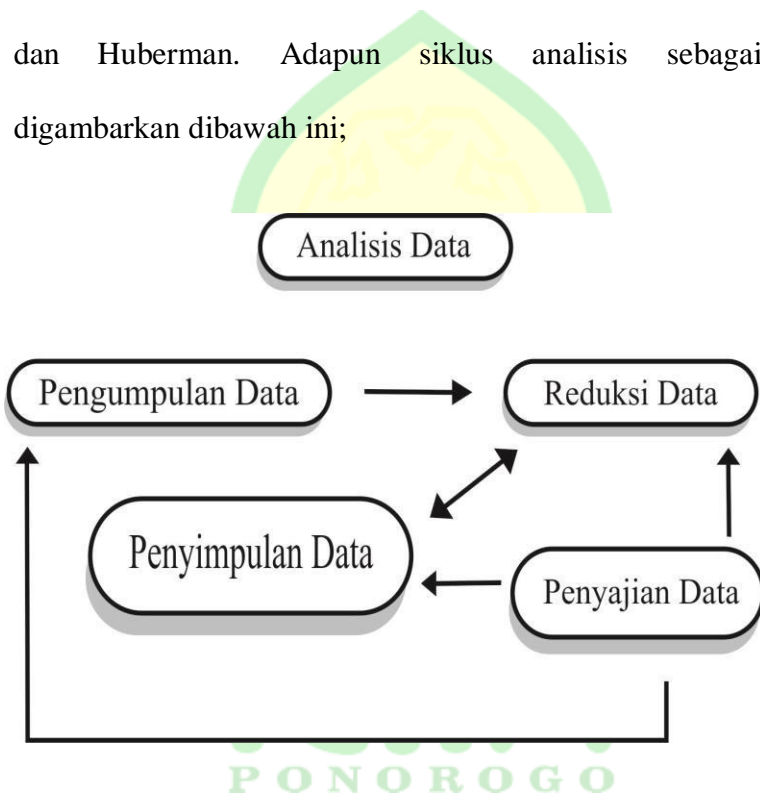 dan Huberman. Adapun siklus analisis sebagai
digambarkan dibawah ini;
Analisis Data
Pengumpulan Data
Reduksi Data
Penyimpulan Data
Penyajian Data
PONOROGO